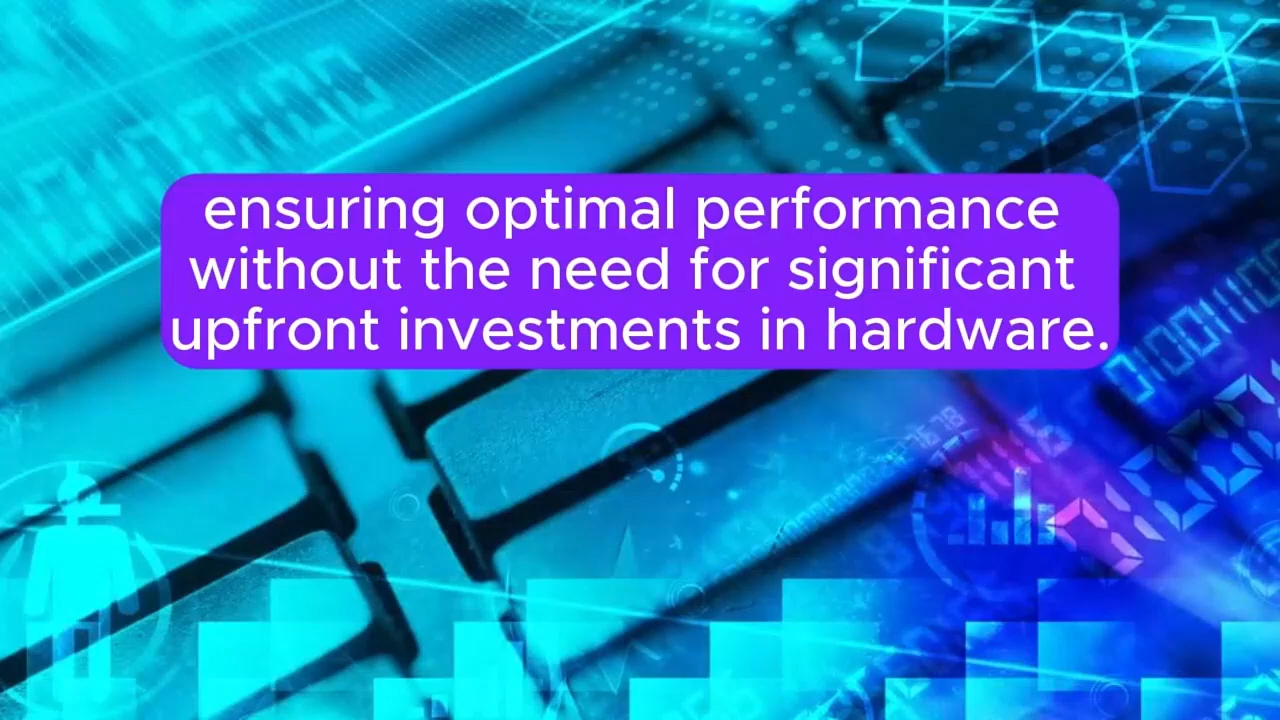 ensuring optimal performance
without the need for significant
upfront investments in hardware.